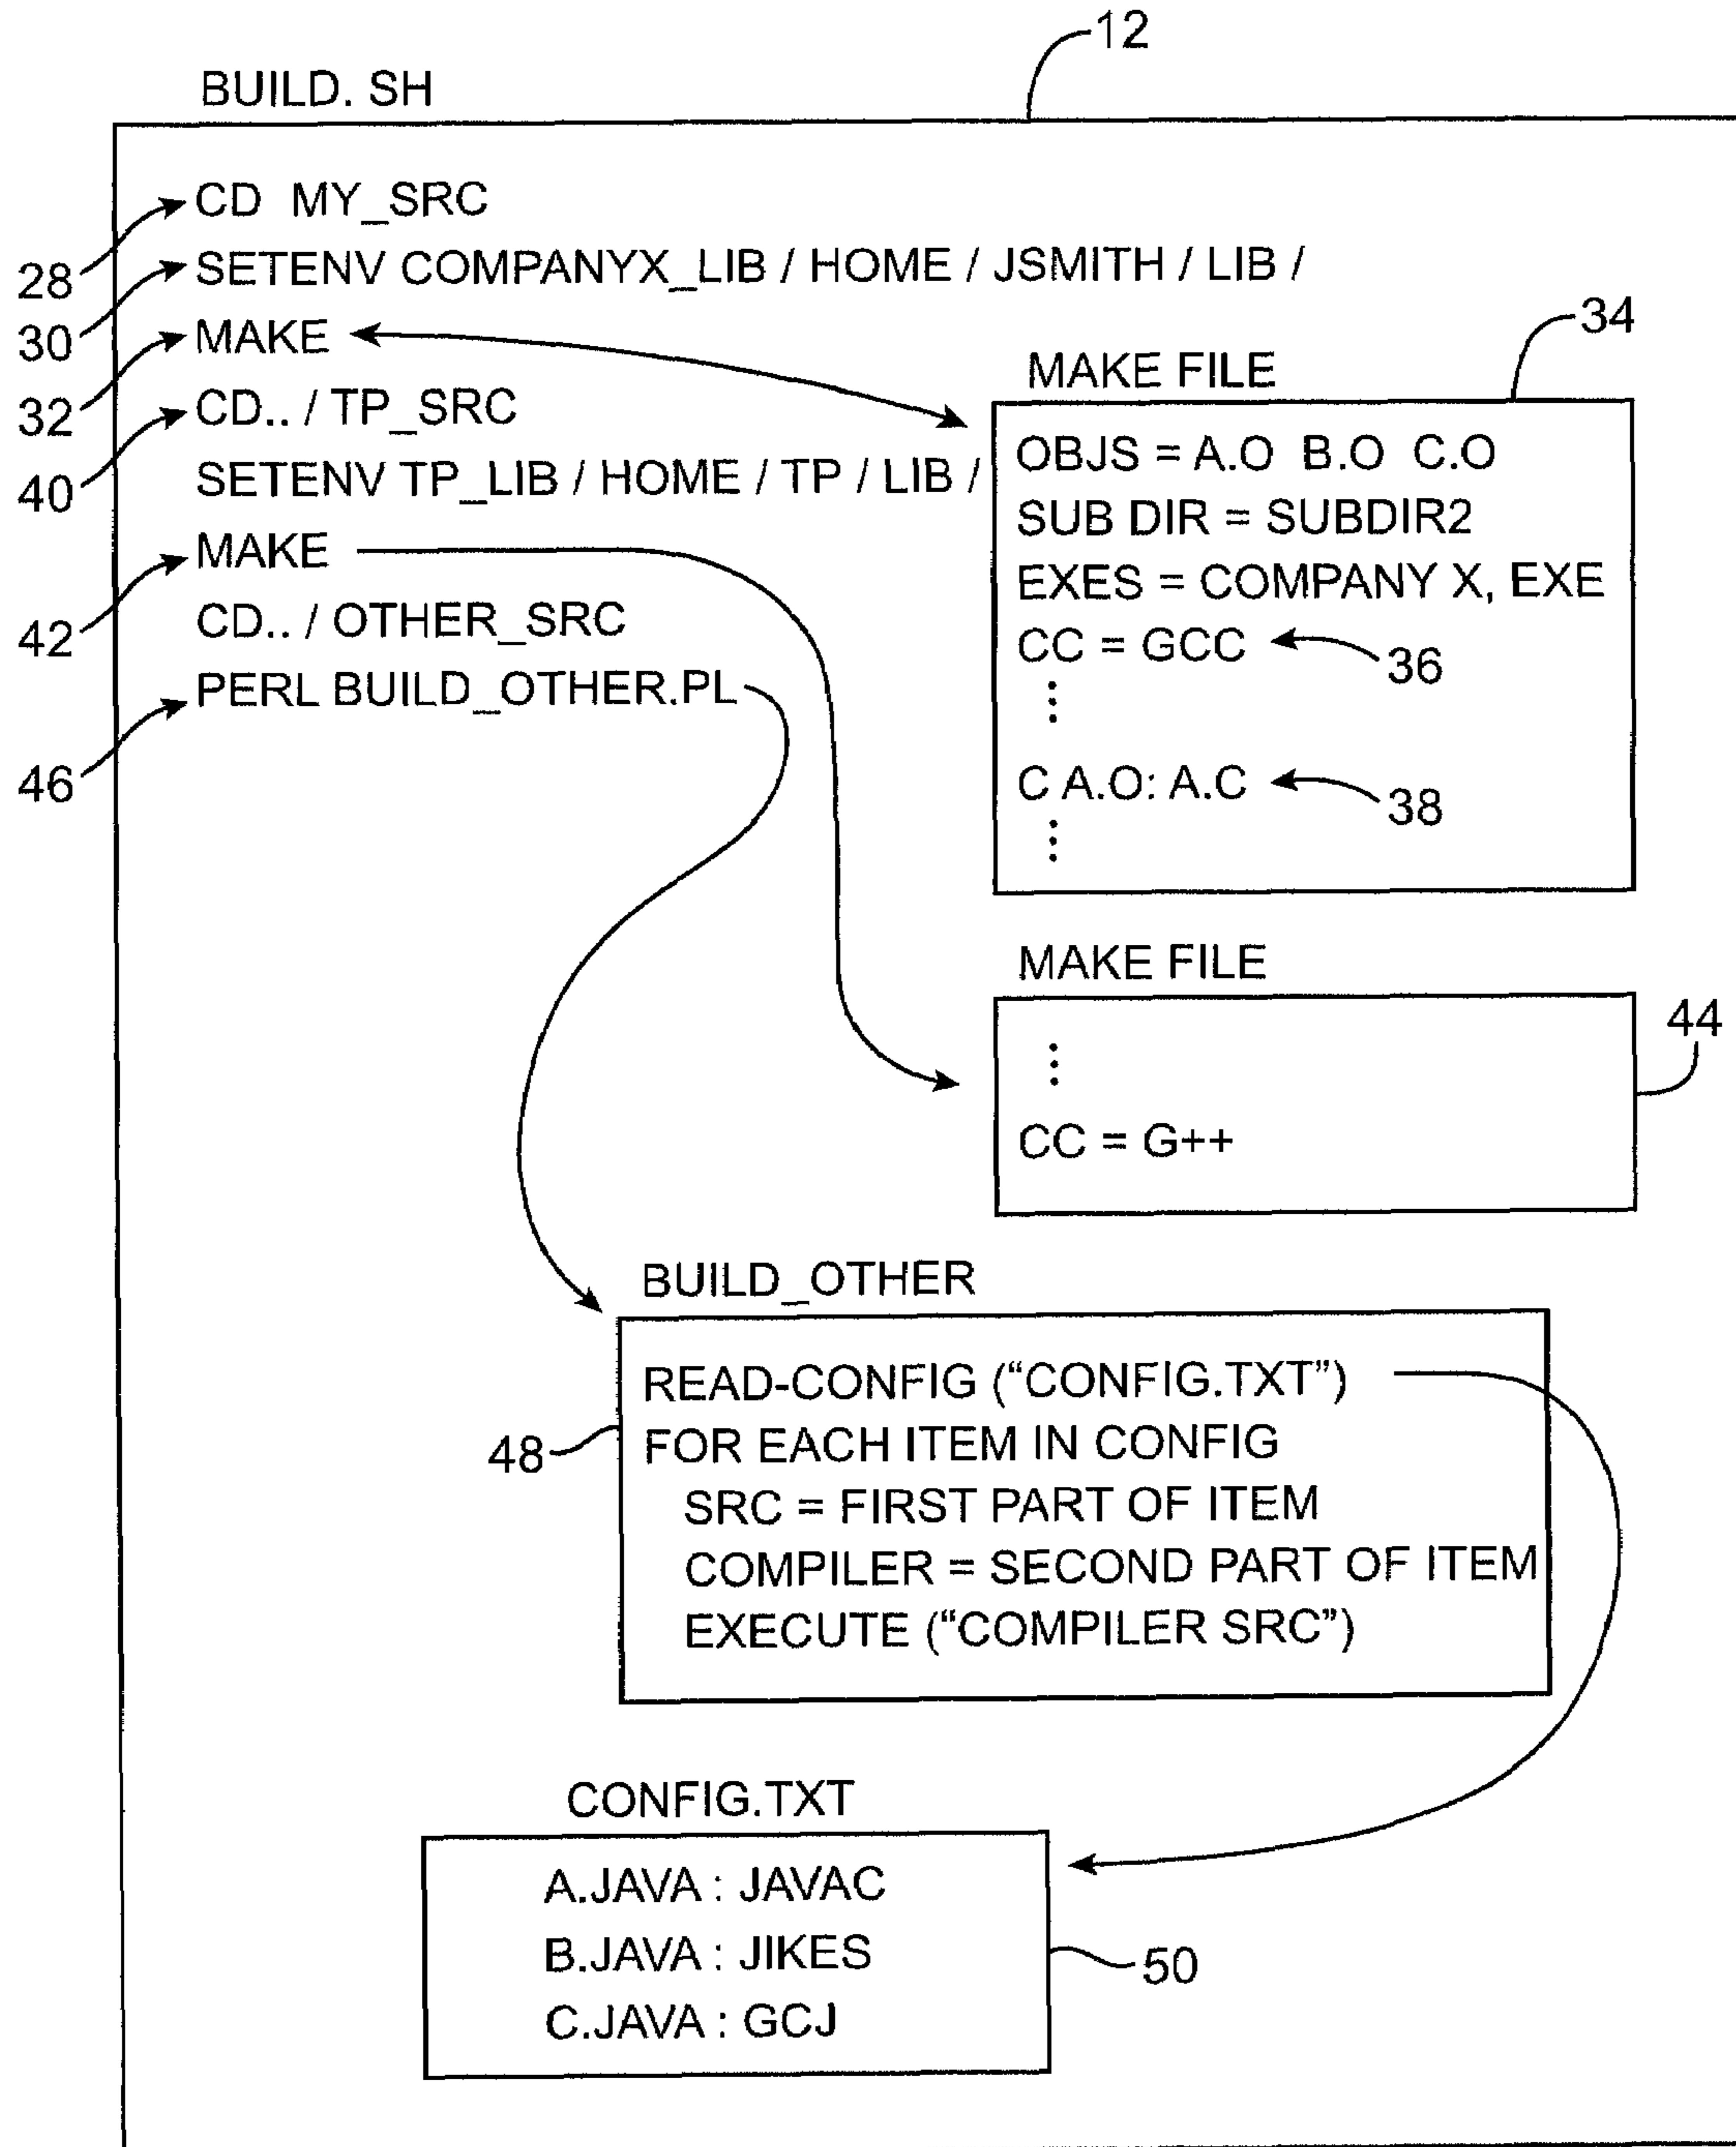 12
BUILD. SH
28 CD MY_SRC
30 SETENV COMPANYX_LIB / HOME / JSMITH / LIB /
32 MAKE
40 CD.. / TP_SRC
SETENV TP_LIB / HOME / TP / LIB /
42 MAKE
CD.. / OTHER_SRC
46 PERL BUILD_OTHER.PL
34
MAKE FILE
OBJS = A.O B.O C.O
SUB DIR = SUBDIR2
EXES = COMPANY X, EXE
CC = GCC 36
⋮
C A.O: A.C 38
⋮
MAKE FILE
44
⋮
CC = G++
BUILD_OTHER
48
READ-CONFIG (“CONFIG.TXT”)
FOR EACH ITEM IN CONFIG
SRC = FIRST PART OF ITEM
COMPILER = SECOND PART OF ITEM
EXECUTE (“COMPILER SRC”)
CONFIG.TXT
A.JAVA : JAVAC
B.JAVA : JIKES
C.JAVA : GCJ
50